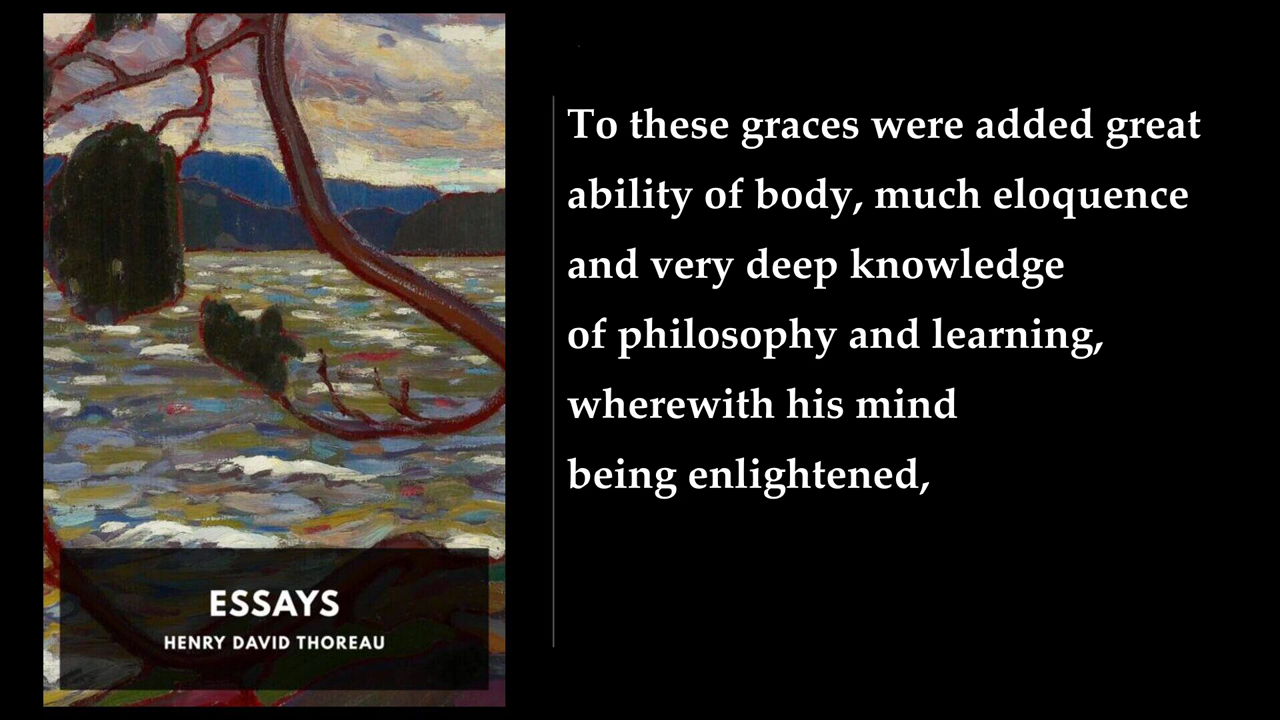 ESSAYS
HENRY DAVID THOREAU
To these graces were added great
ability of body, much eloquence
and very deep knowledge
of philosophy and learning,
wherewith his mind
being enlightened,